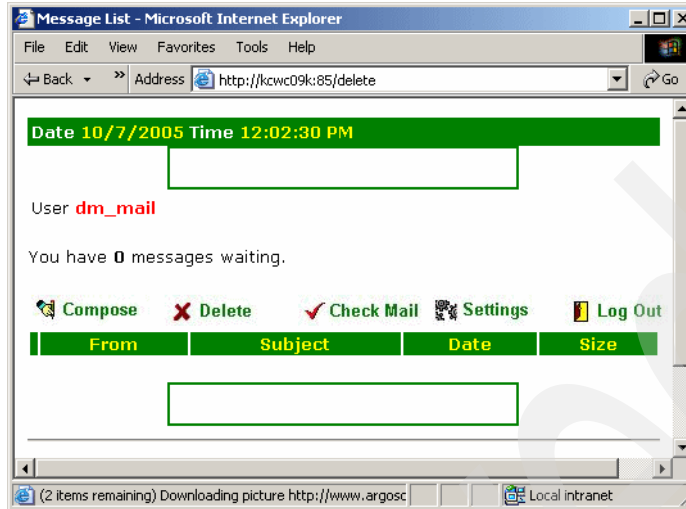 Message List - Microsoft Internet Explorer
File Edit View Favorites Tools Help
Back » Address http://kcwc09k:85/delete Go
Date 10/7/2005 Time 12:02:30 PM
User dm_mail
You have 0 messages waiting.
Compose Delete Check Mail Settings Log Out
From Subject Date Size
(2 items remaining) Downloading picture http://www.argosc Local intranet